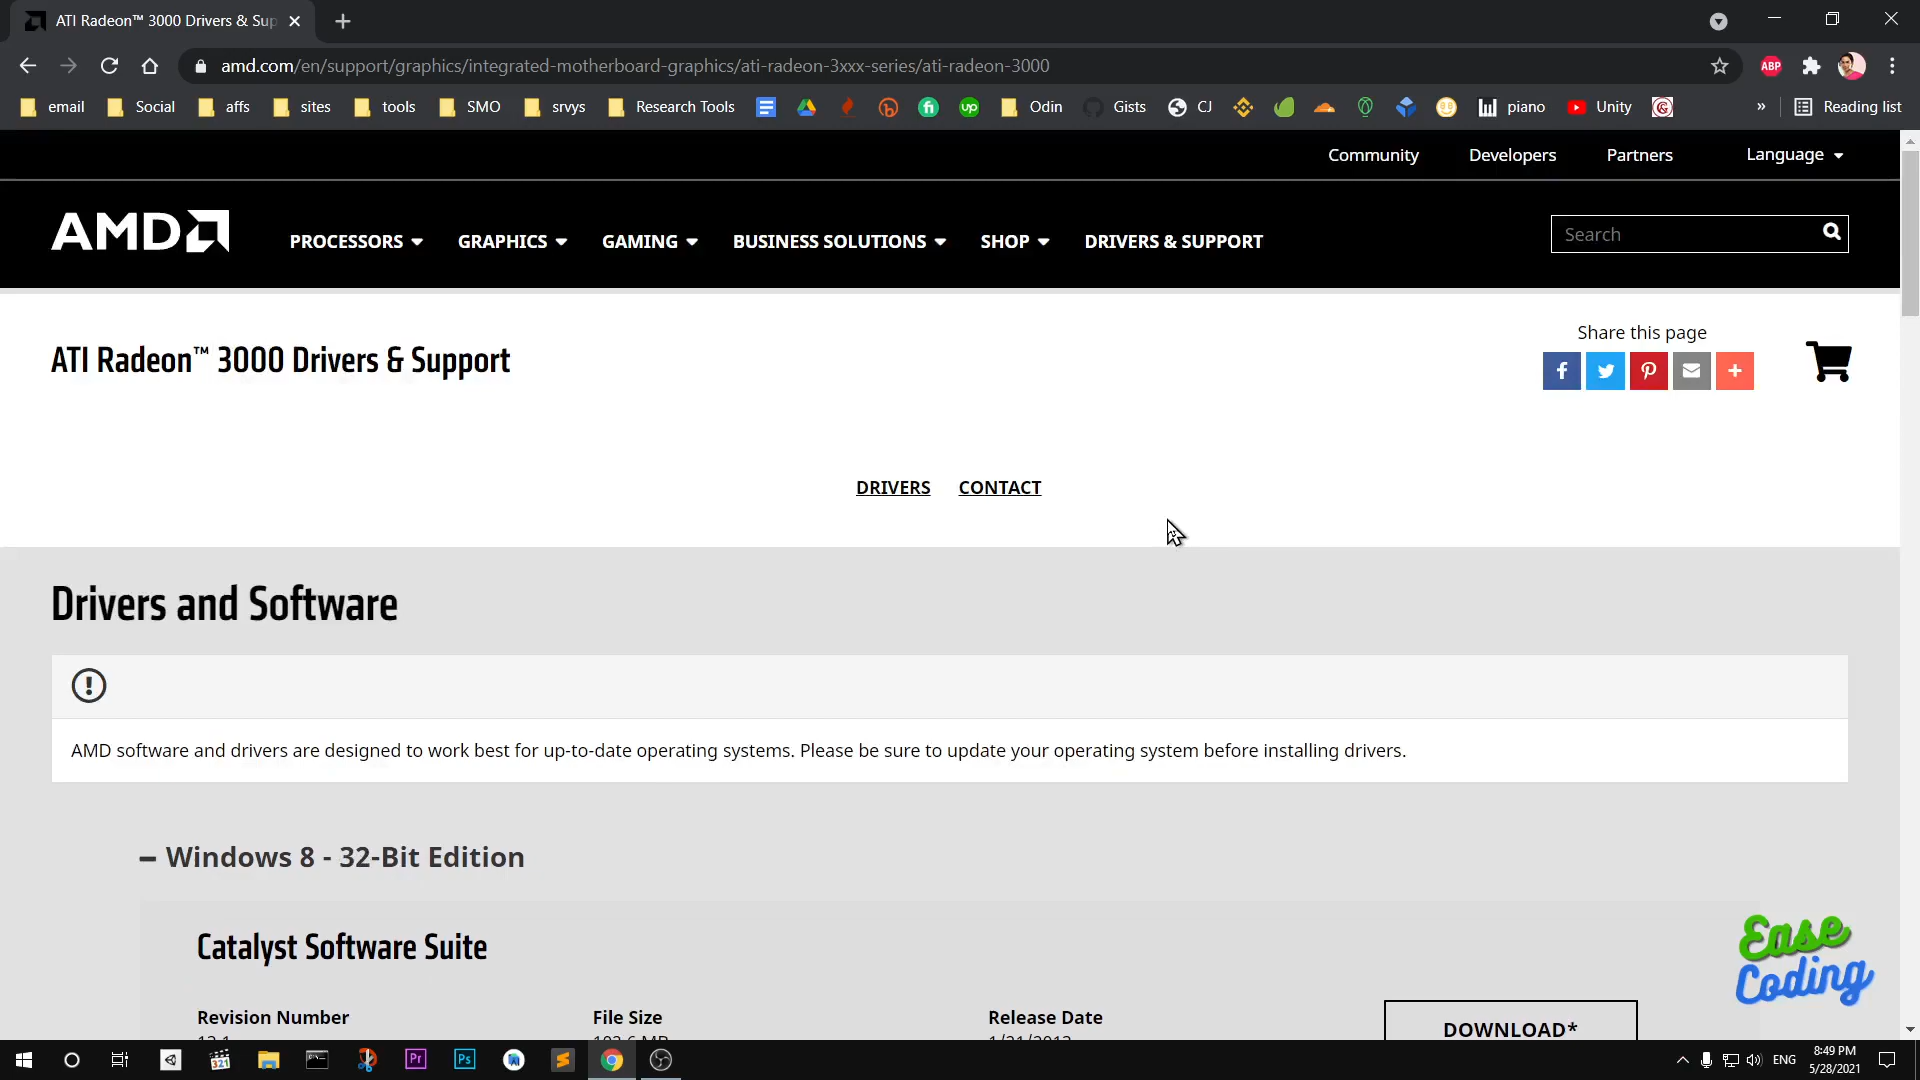 ATI Radeon™ 3000 Drivers & Sup
amd.com/en/support/graphics/integrated-motherboard-graphics/ati-radeon-3xxx-series/ati-radeon-3000
ABP
email Social affs sites tools SMO srvys Research Tools Odin Gists CJ piano Unity » Reading list
Community Developers Partners Language
AMD
PROCESSORS GRAPHICS GAMING BUSINESS SOLUTIONS SHOP DRIVERS & SUPPORT
Search
Share this page
ATI Radeon™ 3000 Drivers & Support
DRIVERS CONTACT
Drivers and Software
AMD software and drivers are designed to work best for up-to-date operating systems. Please be sure to update your operating system before installing drivers.
Windows 8 - 32-Bit Edition
Catalyst Software Suite
Revision Number File Size Release Date
DOWNLOAD*
Ease
Coding
321 Pr Ps
ENG
8:49 PM
5/28/2021